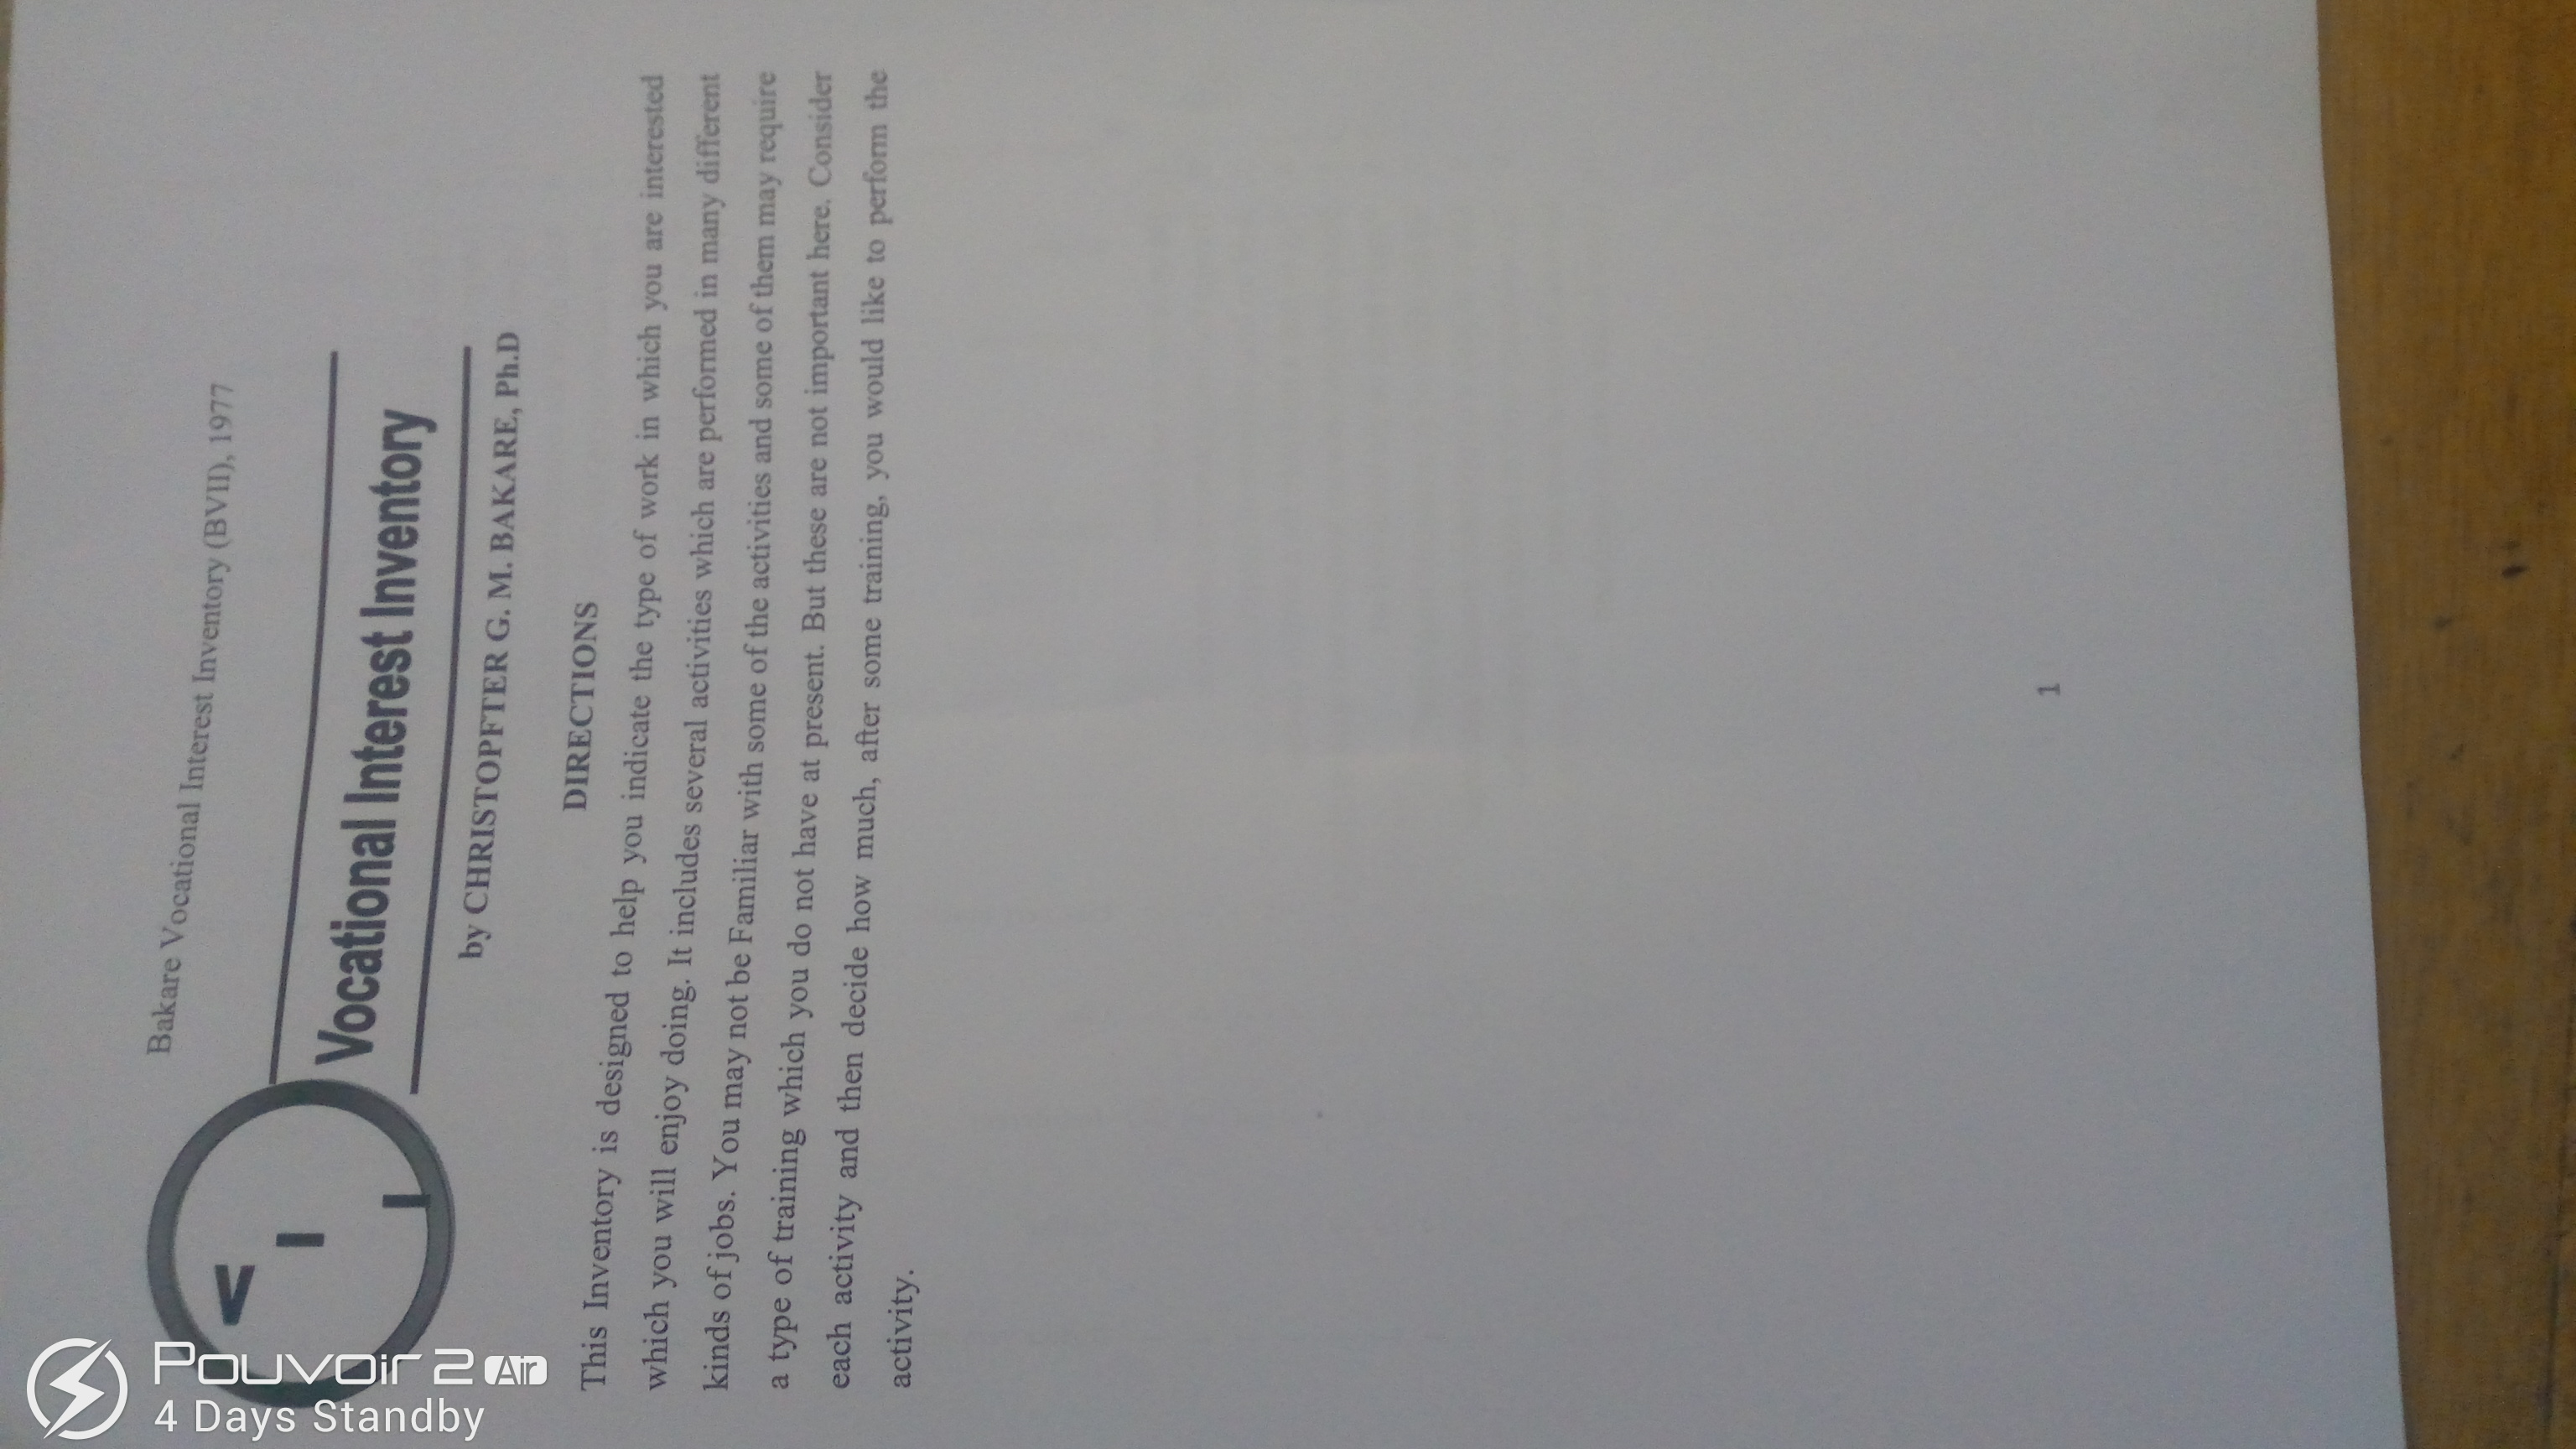 Bakare Vocational Interest Inventory (BVII), 1977
V
I
I
Vocational Interest Inventory
by CHRISTOPFTER G. M. BAKARE, Ph.D
DIRECTIONS
This Inventory is designed to help you indicate the type of work in which you are interested
which you will enjoy doing. It includes several activities which are performed in many different
kinds of jobs. You may not be Familiar with some of the activities and some of them may require
a type of training which you do not have at present. But these are not important here. Consider
each activity and then decide how much, after some training, you would like to perform the
activity.
1
Pouvoir 2 Air
4 Days Standby